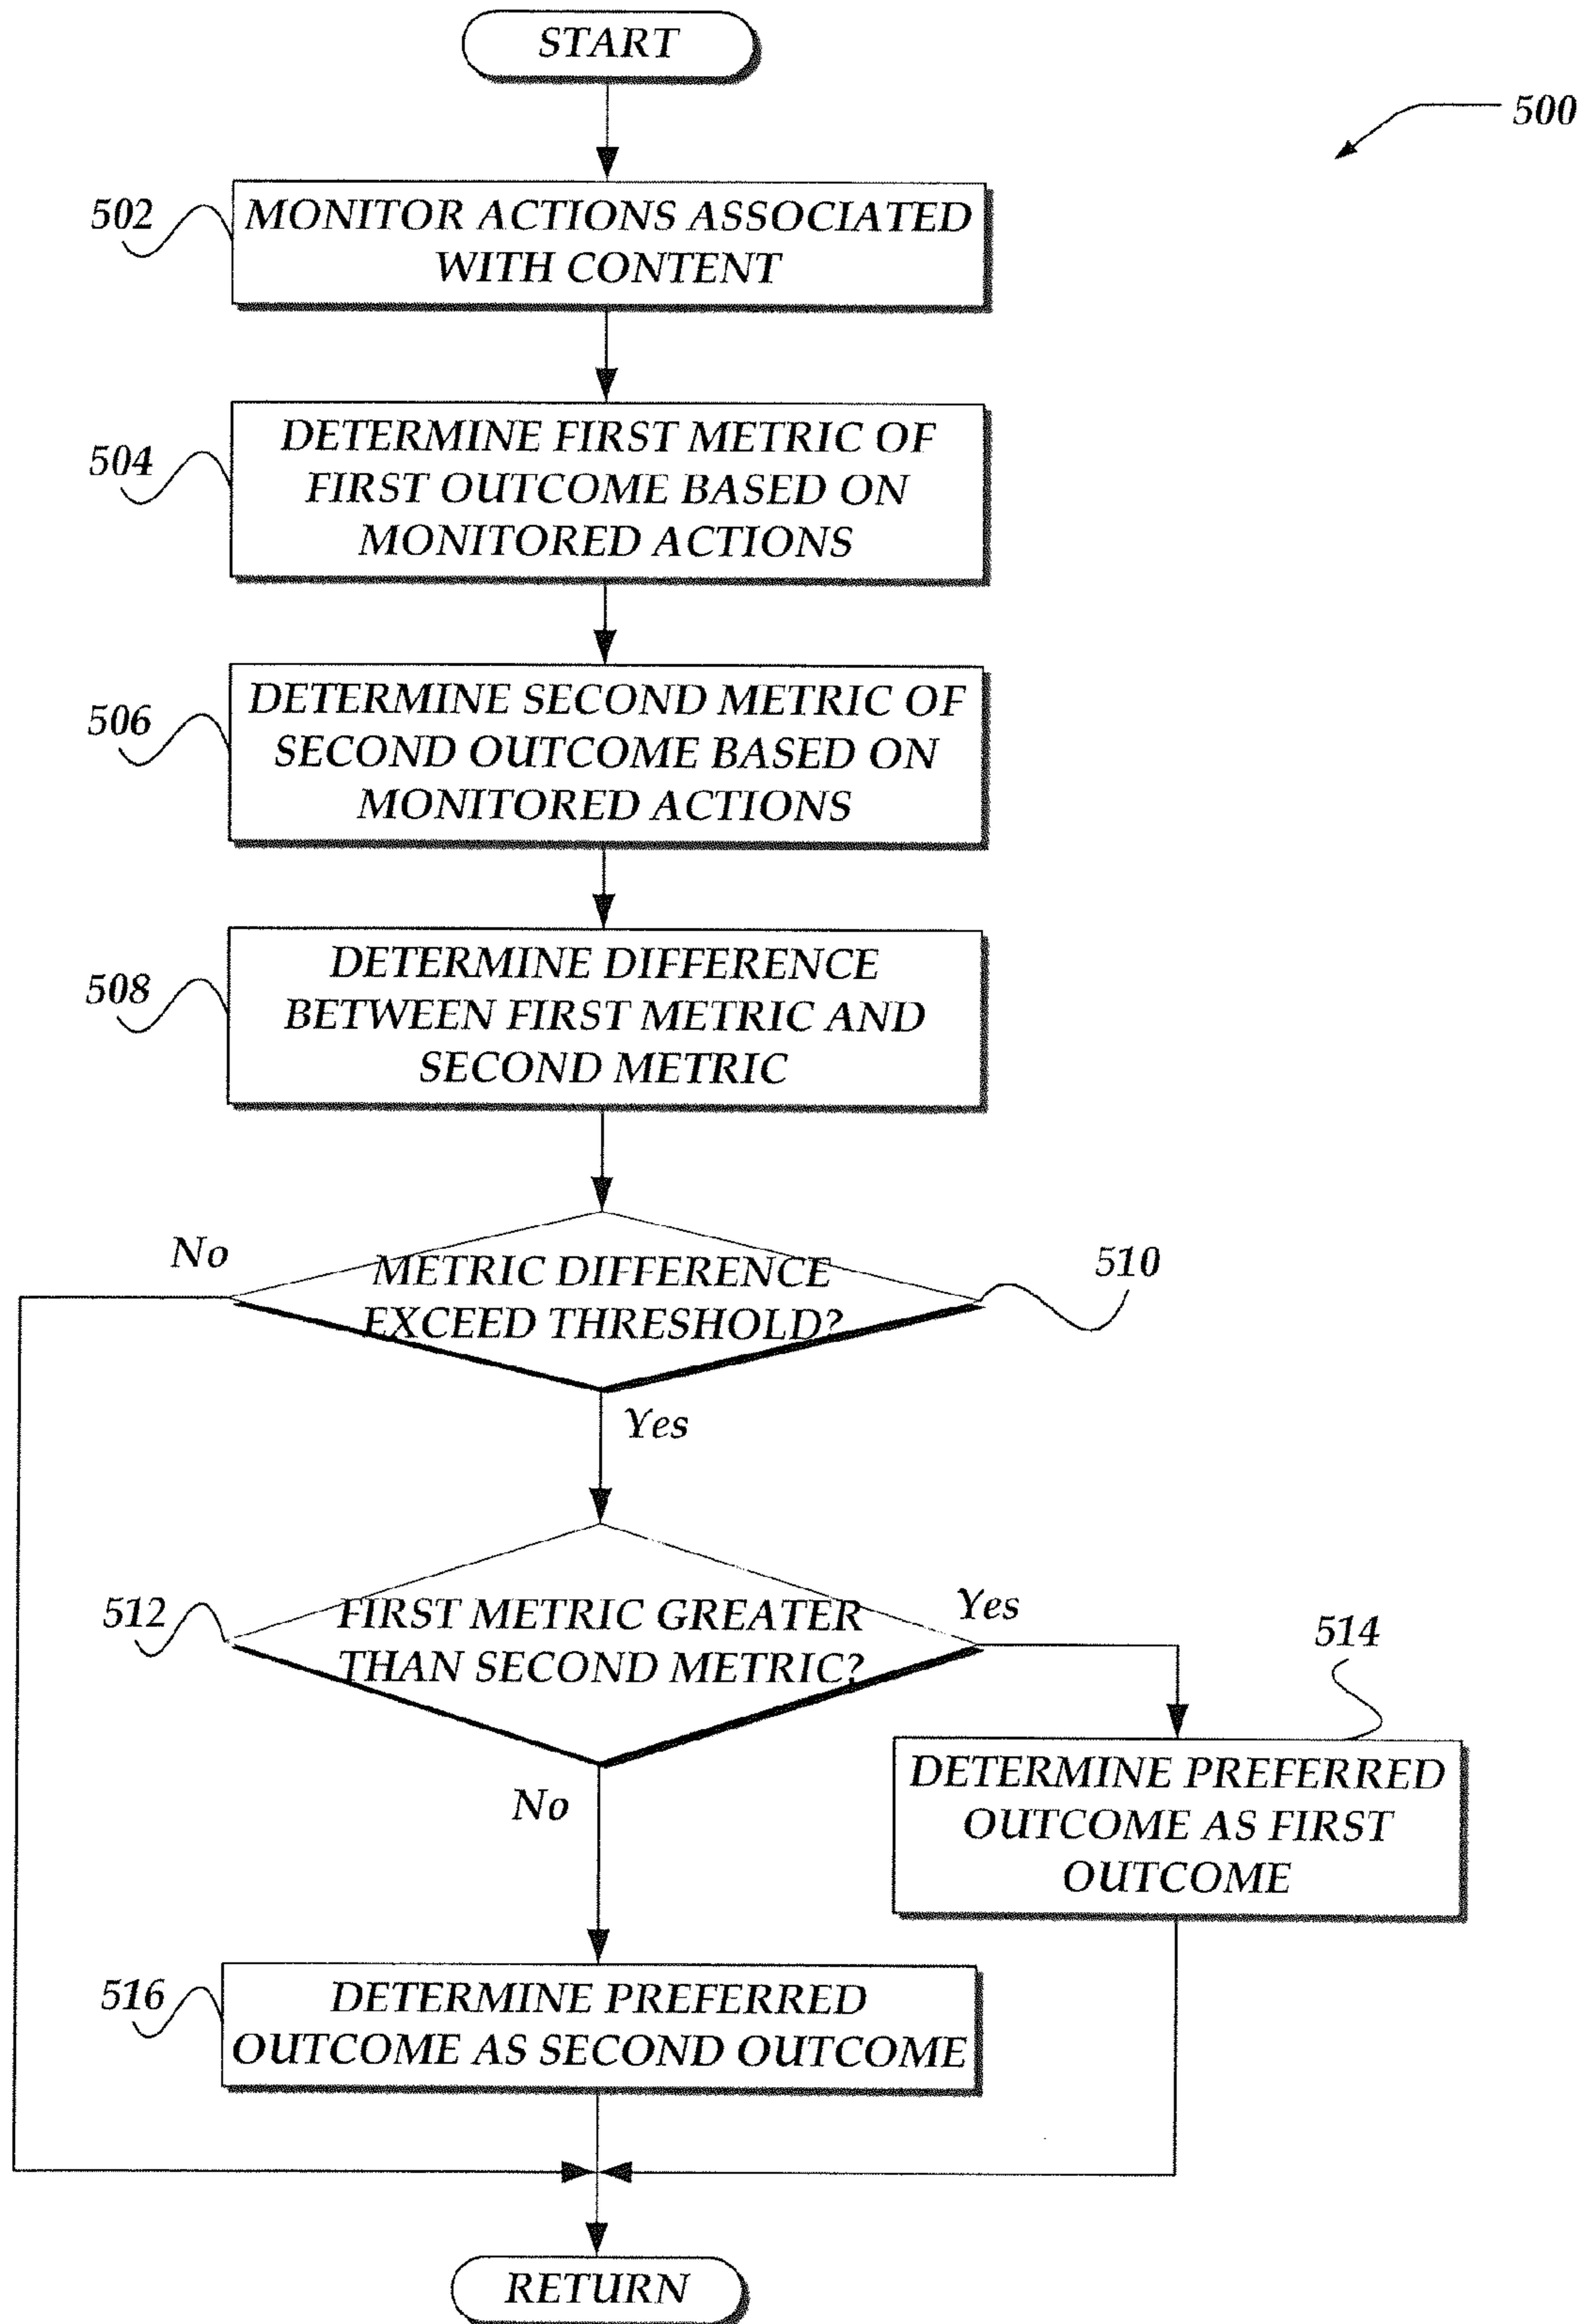 START
500
502
MONITOR ACTIONS ASSOCIATED
WITH CONTENT
504
DETERMINE FIRST METRIC OF
FIRST OUTCOME BASED ON
MONITORED ACTIONS
506
DETERMINE SECOND METRIC OF
SECOND OUTCOME BASED ON
MONITORED ACTIONS
508
DETERMINE DIFFERENCE
BETWEEN FIRST METRIC AND
SECOND METRIC
No
METRIC DIFFERENCE
EXCEED THRESHOLD?
510
Yes
512
FIRST METRIC GREATER
THAN SECOND METRIC?
Yes
514
No
DETERMINE PREFERRED
OUTCOME AS FIRST
OUTCOME
516
DETERMINE PREFERRED
OUTCOME AS SECOND OUTCOME
RETURN